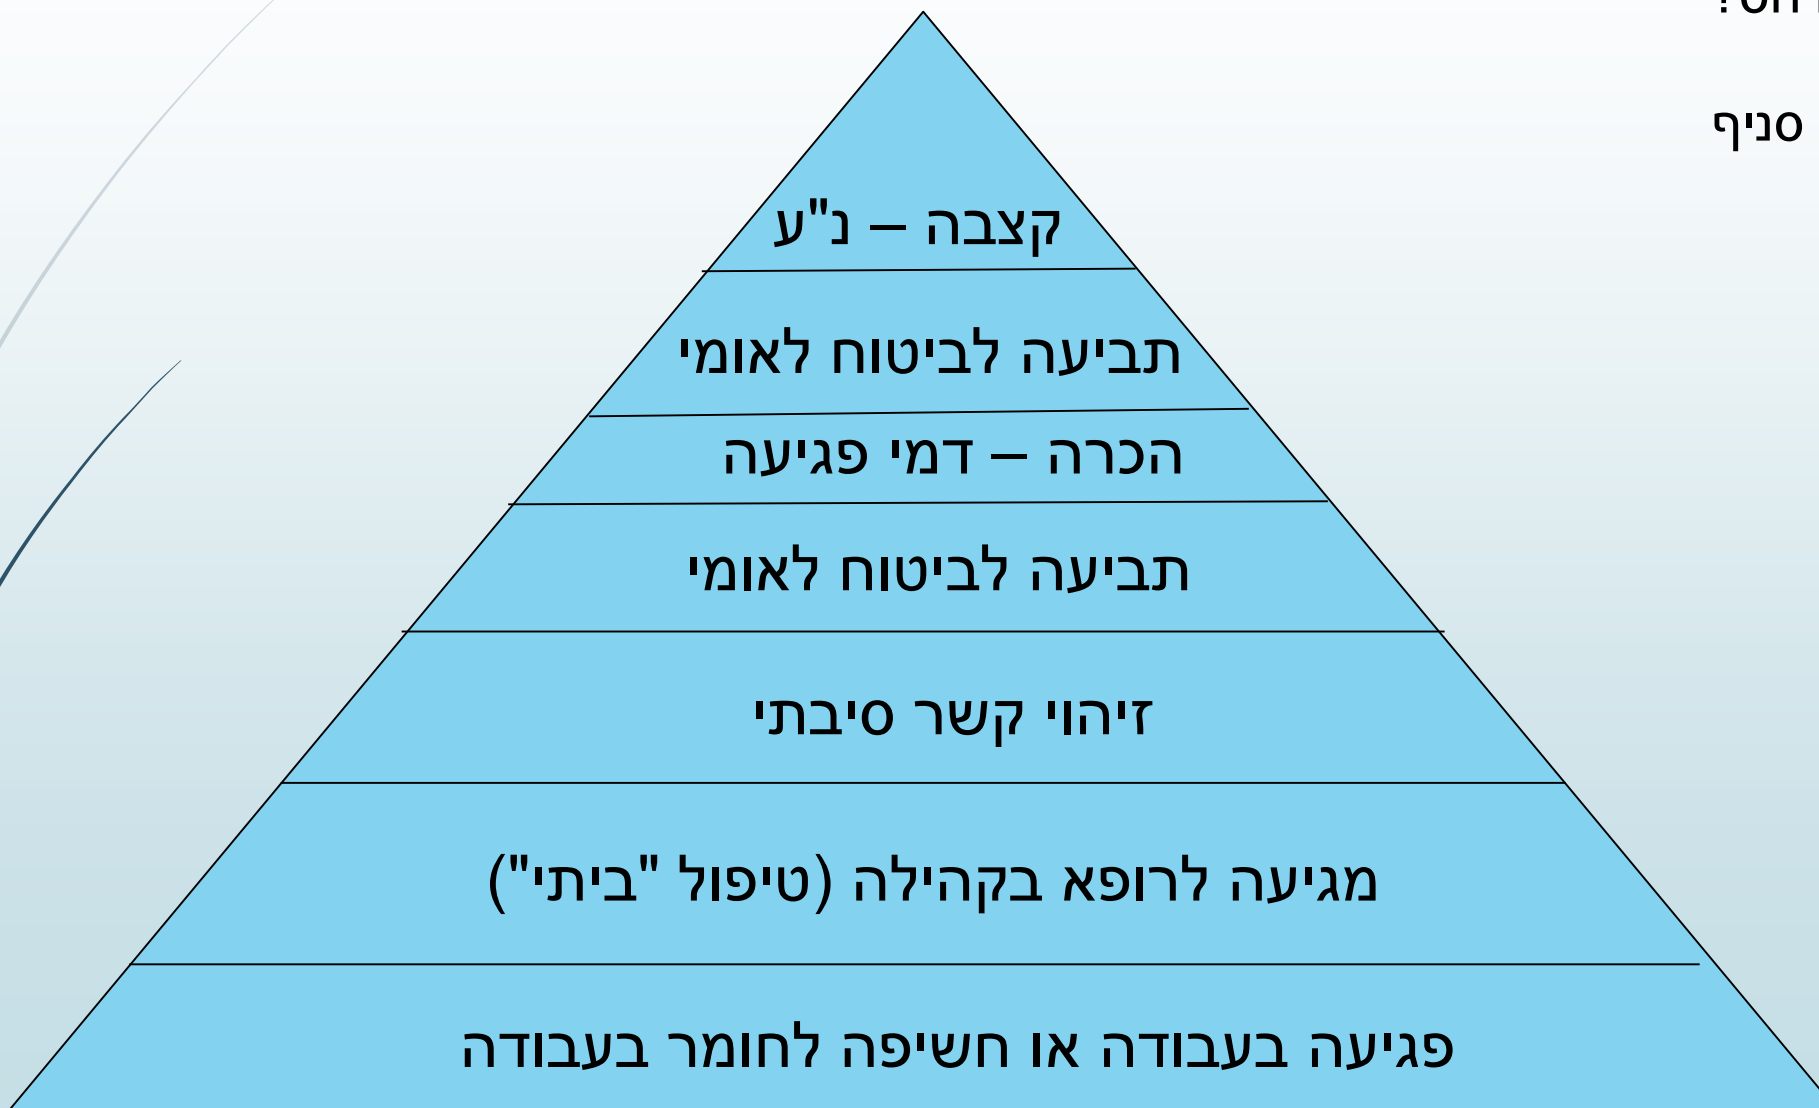 סניף
קצבה – נ"ע
תביעה לביטוח לאומי
הכרה – דמי פגיעה
תביעה לביטוח לאומי
זיהוי קשר סיבתי
מגיעה לרופא בקהילה (טיפול "ביתי")
פגיעה בעבודה או חשיפה לחומר בעבודה